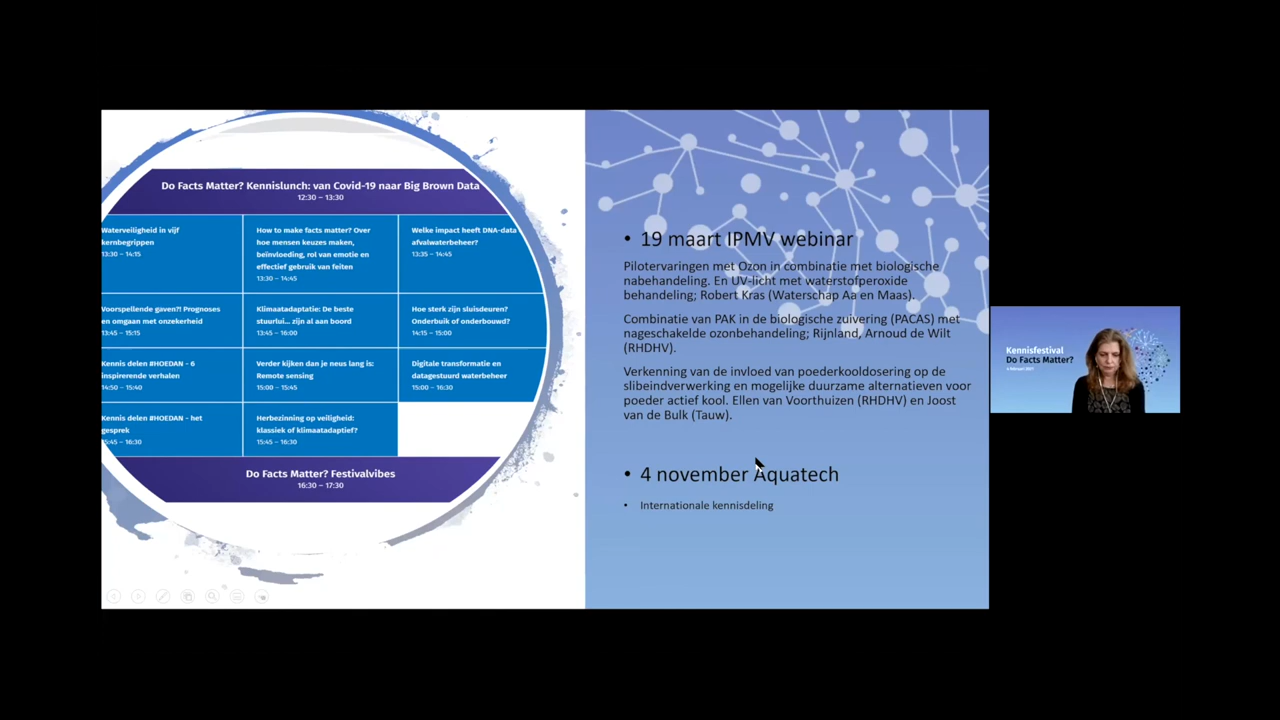 Do Facts Matter? Kennislunch: van Covid-19 naar Big Brown Data
12:30 – 13:30
Waterveiligheid in vijf
kernbegrippen
13:30 – 14:15
How to make facts matter? Over
hoe mensen keuzes maken,
beïnvloeding, rol van emotie en
effectief gebruik van feiten
13:30 – 14:45
Welke impact heeft DNA-data
afvalwaterbeheer?
13:35 – 14:45
Voorspellende gaven?! Prognoses
en omgaan met onzekerheid
13:45 – 15:15
Klimaatadaptatie: De beste
stuurlui... zijn al aan boord
13:45 – 16:00
Hoe sterk zijn sluisdeuren?
Onderbuik of onderbouwd?
14:15 – 15:00
Kennis delen #HOEDAN – 6
inspirerende verhalen
14:50 – 15:40
Verder kijken dan je neus lang is:
Remote sensing
15:00 – 15:45
Digitale transformatie en
datagestuurd waterbeheer
15:00 – 16:30
Kennis delen #HOEDAN - het
gesprek
15:45 – 16:30
Herbezinning op veiligheid:
klassiek of klimaatadaptief?
15:45 – 16:30
Do Facts Matter? Festivalvibes
16:30 – 17:30
• 19 maart IPMV webinar
Pilotervaringen met Ozon in combinatie met biologische
nabehandeling. En UV-licht met waterstofperoxide
behandeling; Robert Kras (Waterschap Aa en Maas).
Combinatie van PAK in de biologische zuivering (PACAS) met
nageschakelde ozonbehandeling; Rijnland, Arnoud de Wilt
(RHDHV).
Verkenning van de invloed van poederkooldosering op de
slibeindverwerking en mogelijke duurzame alternatieven voor
poeder actief kool. Ellen van Voorthuizen (RHDHV) en Joost
van de Bulk (Tauw).
• 4 november Aquatech
• Internationale kennisdeling
Kennisfestival
Do Facts Matter?